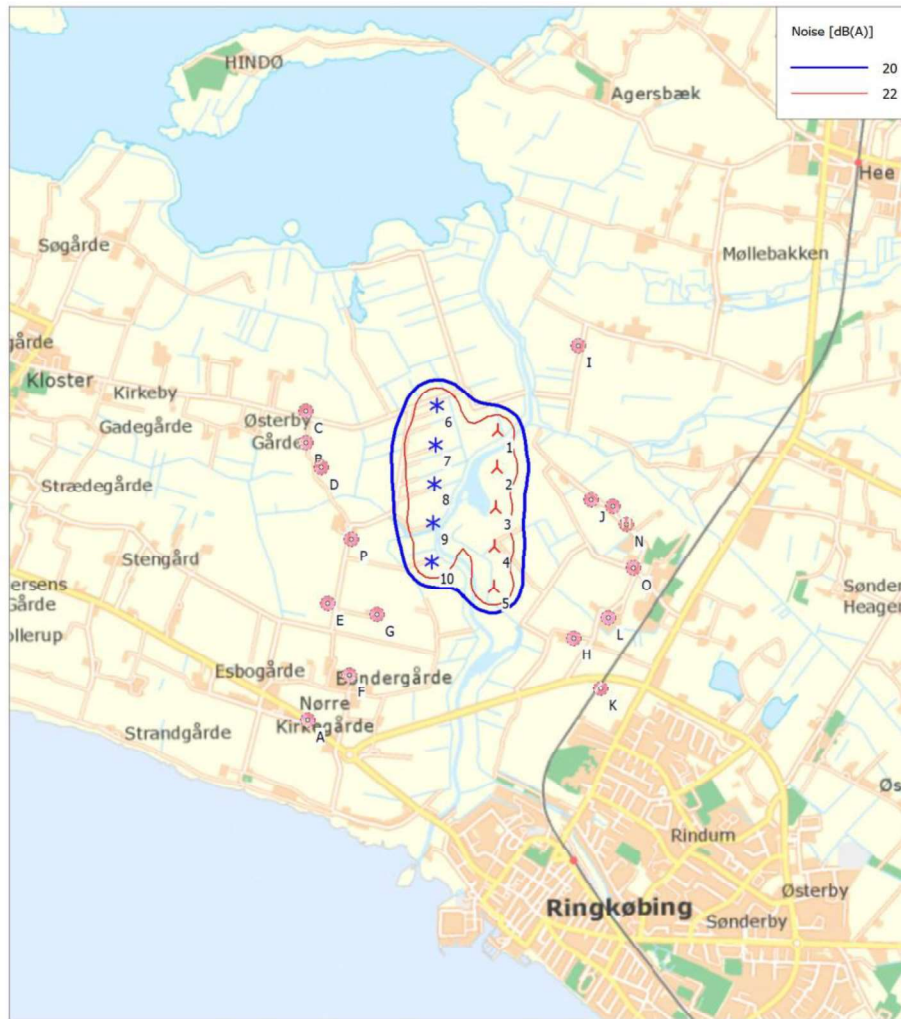 Noise [dB(A)]
20
22
HINDØ
Agersbæk
Hee
Søgårde
Møllebakken
gårde
I
Kloster
Kirkeby
6
C
Østerby
Gårde
Gadegårde
1
B
7
D
2
Strædegårde
8
J
3
N
9
P
Stengård
4
10
O
ersens
Gårde
ollerup
Sønder
Heager
5
E
G
L
H
Esbogårde
Bøndergårde
F
K
Nørre
Kirkegårde
A
Strandgårde
Øs
Rindum
Østerby
Ringkøbing
Sønderby